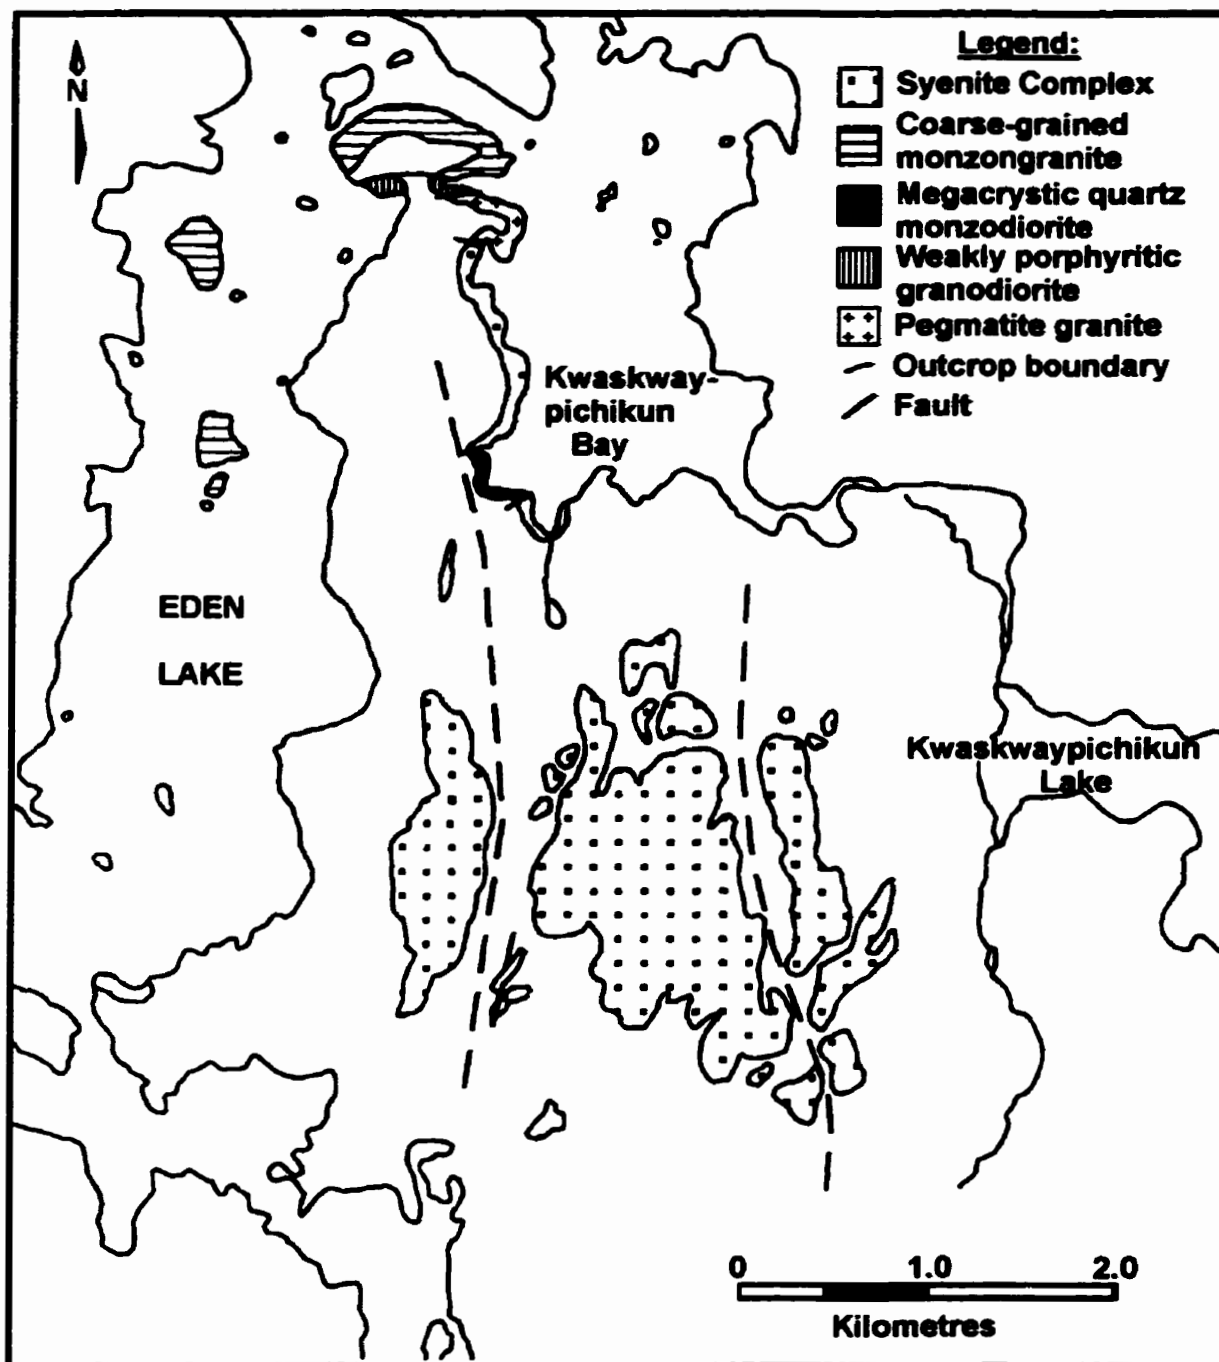 Legend:
N
Syenite Complex
Coarse-grained
monzongranite
Megacrystic quartz
monzodiorite
Weakly porphyritic
granodiorite
Pegmatite granite
Outcrop boundary
Fault
Kwaskway-
pichikun
Bay
EDEN
LAKE
Kwaskwaypichikun
Lake
0 1.0 2.0
Kilometres